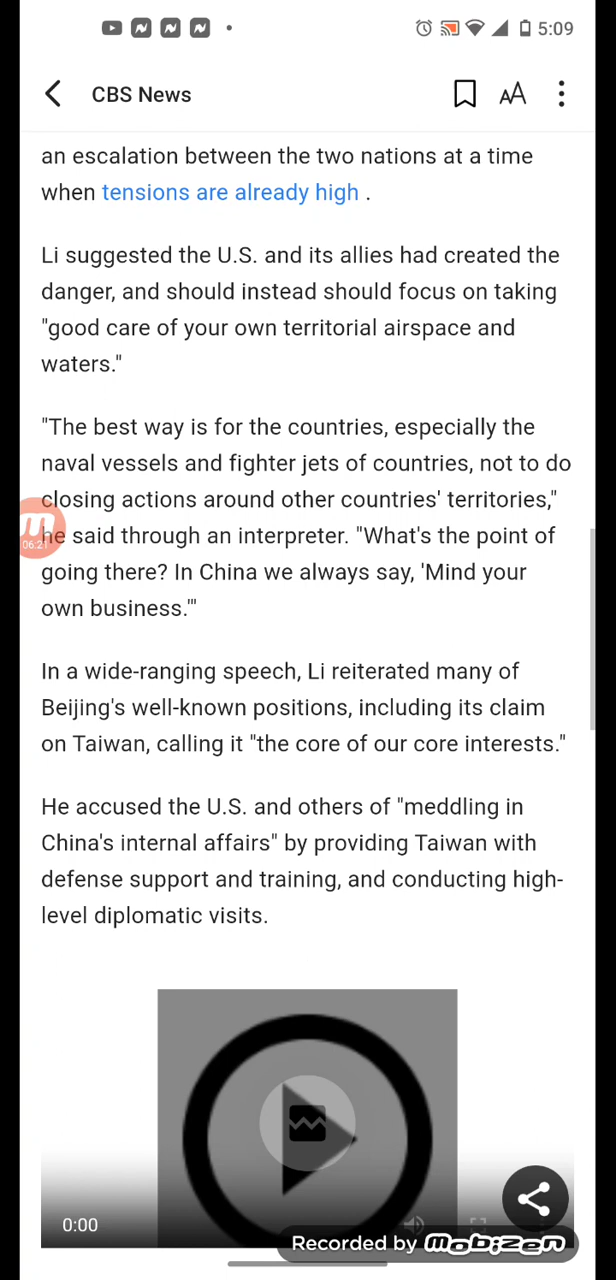 5:09
CBS News
AA
an escalation between the two nations at a time
when tensions are already high .
Li suggested the U.S. and its allies had created the
danger, and should instead should focus on taking
"good care of your own territorial airspace and
waters."
"The best way is for the countries, especially the
naval vessels and fighter jets of countries, not to do
closing actions around other countries' territories,"
he said through an interpreter. "What's the point of
06:21
going there? In China we always say, 'Mind your
own business.'"
In a wide-ranging speech, Li reiterated many of
Beijing's well-known positions, including its claim
on Taiwan, calling it "the core of our core interests."
He accused the U.S. and others of "meddling in
China's internal affairs" by providing Taiwan with
defense support and training, and conducting high-
level diplomatic visits.
0:00
Recorded by mobizen